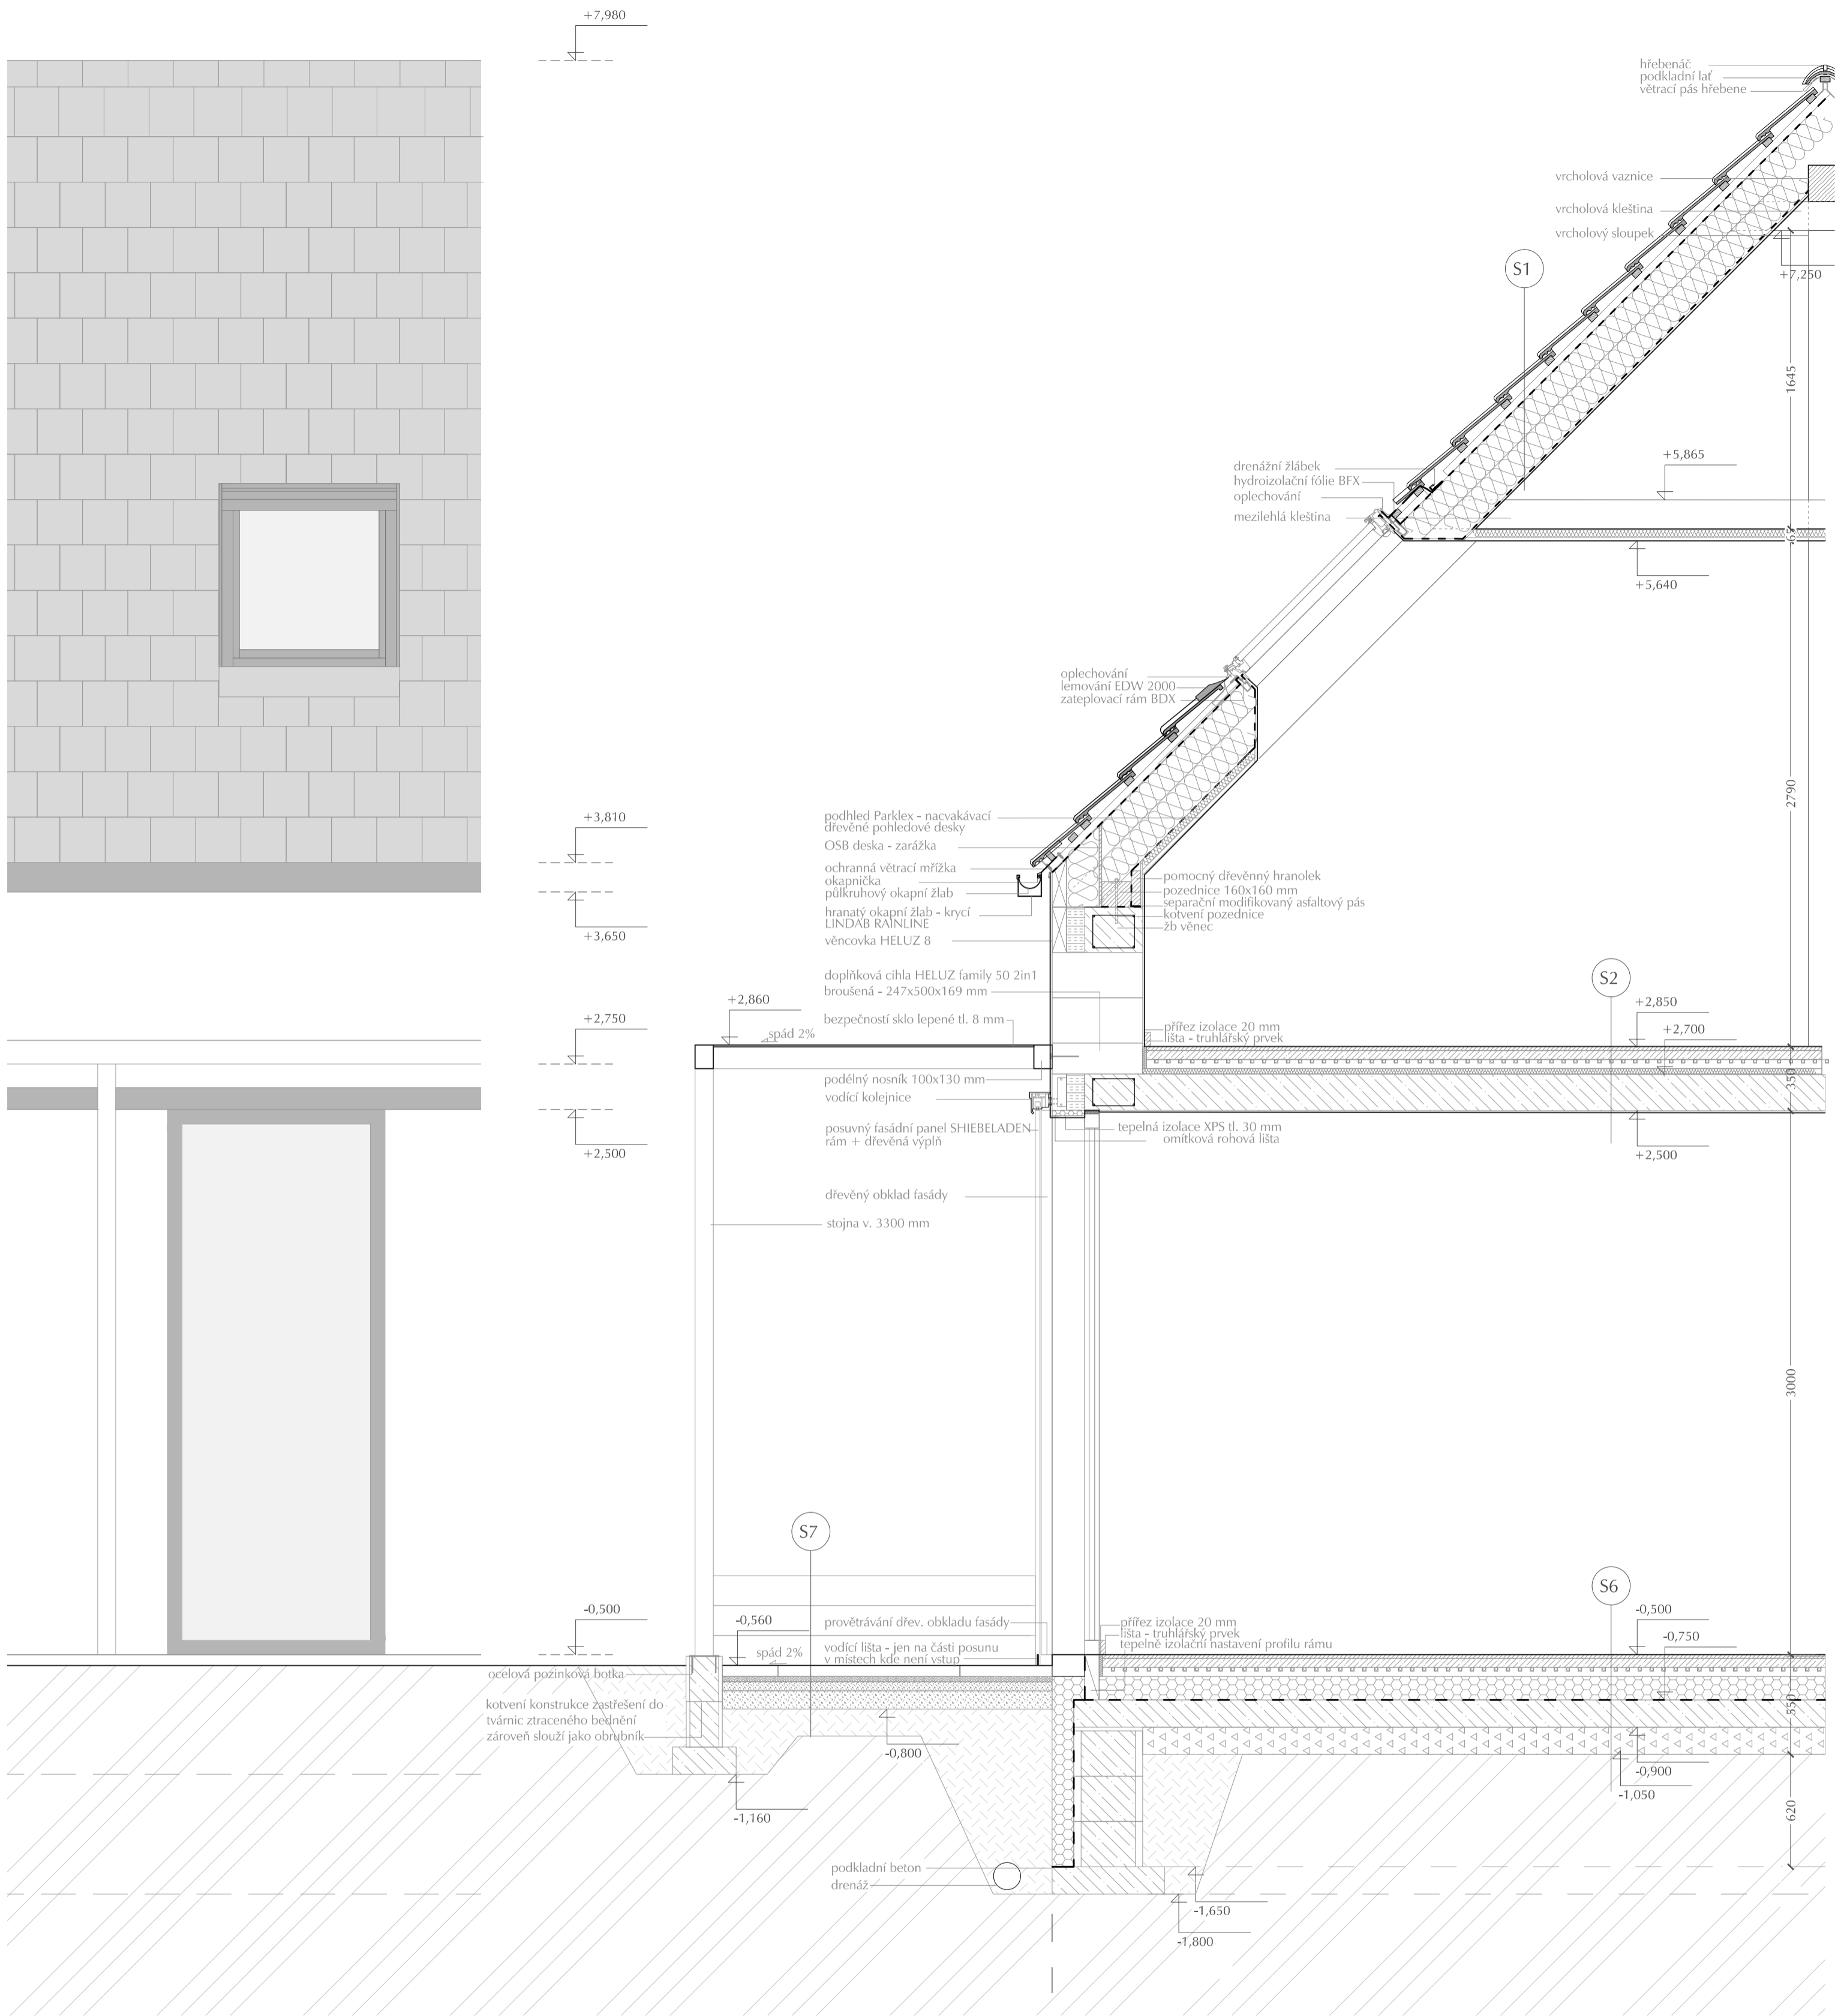 +7,980
hřebenáč
podkladní lať
větrací pás hřebene
vrcholová vaznice
vrcholová kleština
vrcholový sloupek
S1
+7,250
1645
+5,865
drenážní žlábek
hydroizolační fólie BFX
oplechování
mezilehlá kleština
65
+5,640
oplechování
lemování EDW 2000
zateplovací rám BDX
2790
+3,810
podhled Parklex - nacvakávací
dřevěné pohledové desky
OSB deska - zarážka
ochranná větrací mřížka
okapnička
půlkruhový okapní žlab
hranatý okapní žlab - krycí
LINDAB RAINLINE
věncovka HELUZ 8
pomocný dřevěnný hranolek
pozednice 160x160 mm
separační modifikovaný asfaltový pás
kotvení pozednice
žb věnec
+3,650
doplňková cihla HELUZ family 50 2in1
broušená - 247x500x169 mm
S2
+2,860
+2,850
+2,750
spád 2%
bezpečností sklo lepené tl. 8 mm
přířez izolace 20 mm
lišta - truhlářský prvek
+2,700
podélný nosník 100x130 mm
vodící kolejnice
350
posuvný fasádní panel SHIEBELADEN
rám + dřevěná výplň
tepelná izolace XPS tl. 30 mm
omítková rohová lišta
+2,500
+2,500
dřevěný obklad fasády
stojna v. 3300 mm
3000
S7
S6
-0,500
-0,560
provětrávání dřev. obkladu fasády
přířez izolace 20 mm
lišta - truhlářský prvek
tepelně izolační nastavení profilu rámu
-0,500
-0,750
spád 2%
vodící lišta - jen na části posunu
v místech kde není vstup
ocelová pozinková botka
kotvení konstrukce zastřešení do
tvárnic ztraceného bednění
zároveň slouží jako obrubník
550
-0,800
-0,900
-1,050
-1,160
620
podkladní beton
drenáž
-1,650
-1,800